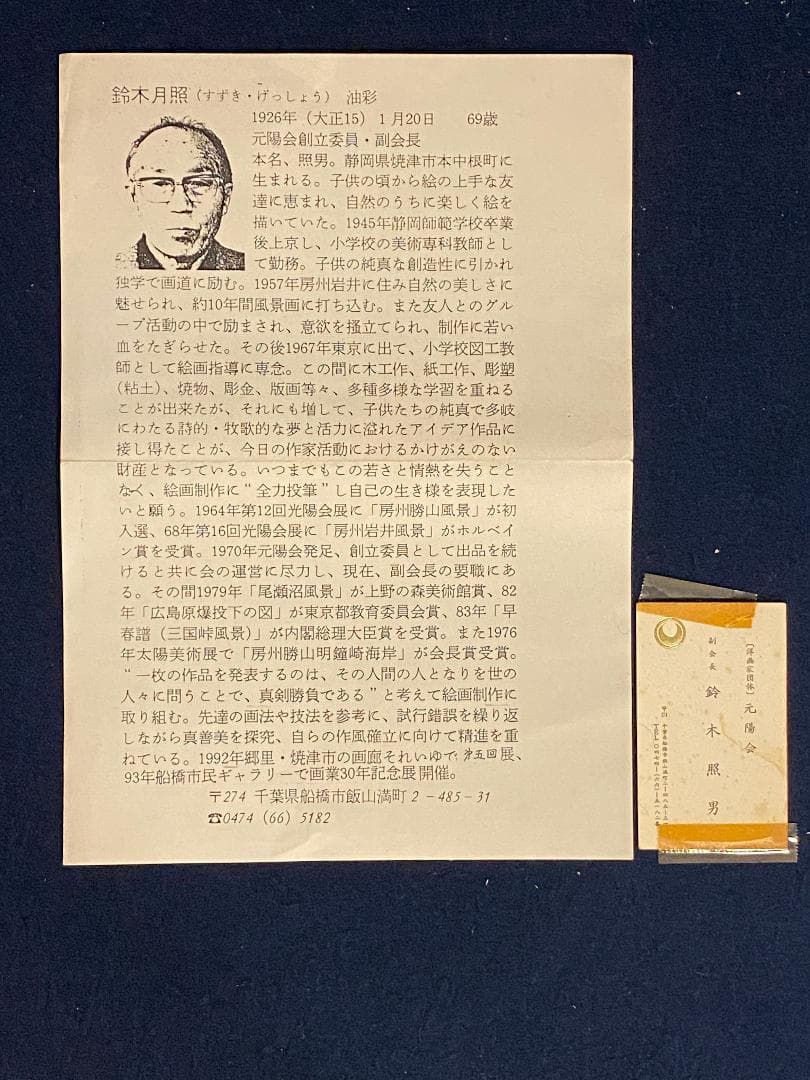 鈴木月照(すずき・げっしょう) 油彩
1926年(大正15) 1月20日 69歳
元陽会創立委員・副会長
本名、照男。静岡県焼津市本中根町に
生まれる。子供の頃から絵の上手な友
達に恵まれ、自然のうちに楽しく絵を
描いていた。1945年静岡師範学校卒業
後上京し、小学校の美術専科教師とし
て勤務。子供の純真な創造性に引かれ
独学で画道に励む。1957年房州岩井に住み自然の美しさに
魅せられ、約10年間風景画に打ち込む。また友人とのグル
ープ活動の中で励まされ、意欲を掻立てられ、制作に若い
血をたぎらせた。その後1967年東京に出て、小学校図工教
師として絵画指導に専念。この間に木工作、紙工作、彫塑
(粘土)、焼物、彫金、版画等々、多種多様な学習を重ねる
ことが出来たが、それにも増して、子供たちの純真で多岐
にわたる詩的・牧歌的な夢と活力に溢れたアイデア作品に
接し得たことが、今日の作家活動におけるかけがえのない
財産となっている。いつまでもこの若さと情熱を失うこと
なく、絵画制作に“全力投筆”し自己の生き様を表現した
いと願う。1964年第12回光陽会展に「房州勝山風景」が初
入選、68年第16回光陽会展に「房州岩井風景」がホルベイ
ン賞を受賞。1970年元陽会発足、創立委員として出品を続
けると共に会の運営に尽力し、現在、副会長の要職にあ
る。その間1979年「尾瀬沼風景」が上野の森美術館賞、82
年「広島原爆投下の図」が東京都教育委員会賞、83年「早
春譜(三国峠風景)」が内閣総理大臣賞を受賞。また1976
年太陽美術展で「房州勝山明鐘崎海岸」が会長賞受賞。
“一枚の作品を発表するのは、その人間の人となりを世の
人々に問うことで、真剣勝負である”と考えて絵画制作に
取り組む。先達の画法や技法を参考に、試行錯誤を繰り返
しながら真善美を探究、自らの作風確立に向けて精進を重
ねている。1992年郷里・焼津市の画廊それいゆで第五回展、
93年船橋市民ギャラリーで画業30年記念展開催。
〒274 千葉県船橋市飯山満町2-485-31
☎0474(66)5182
(洋画家団体)元陽会
副会長 鈴木照男